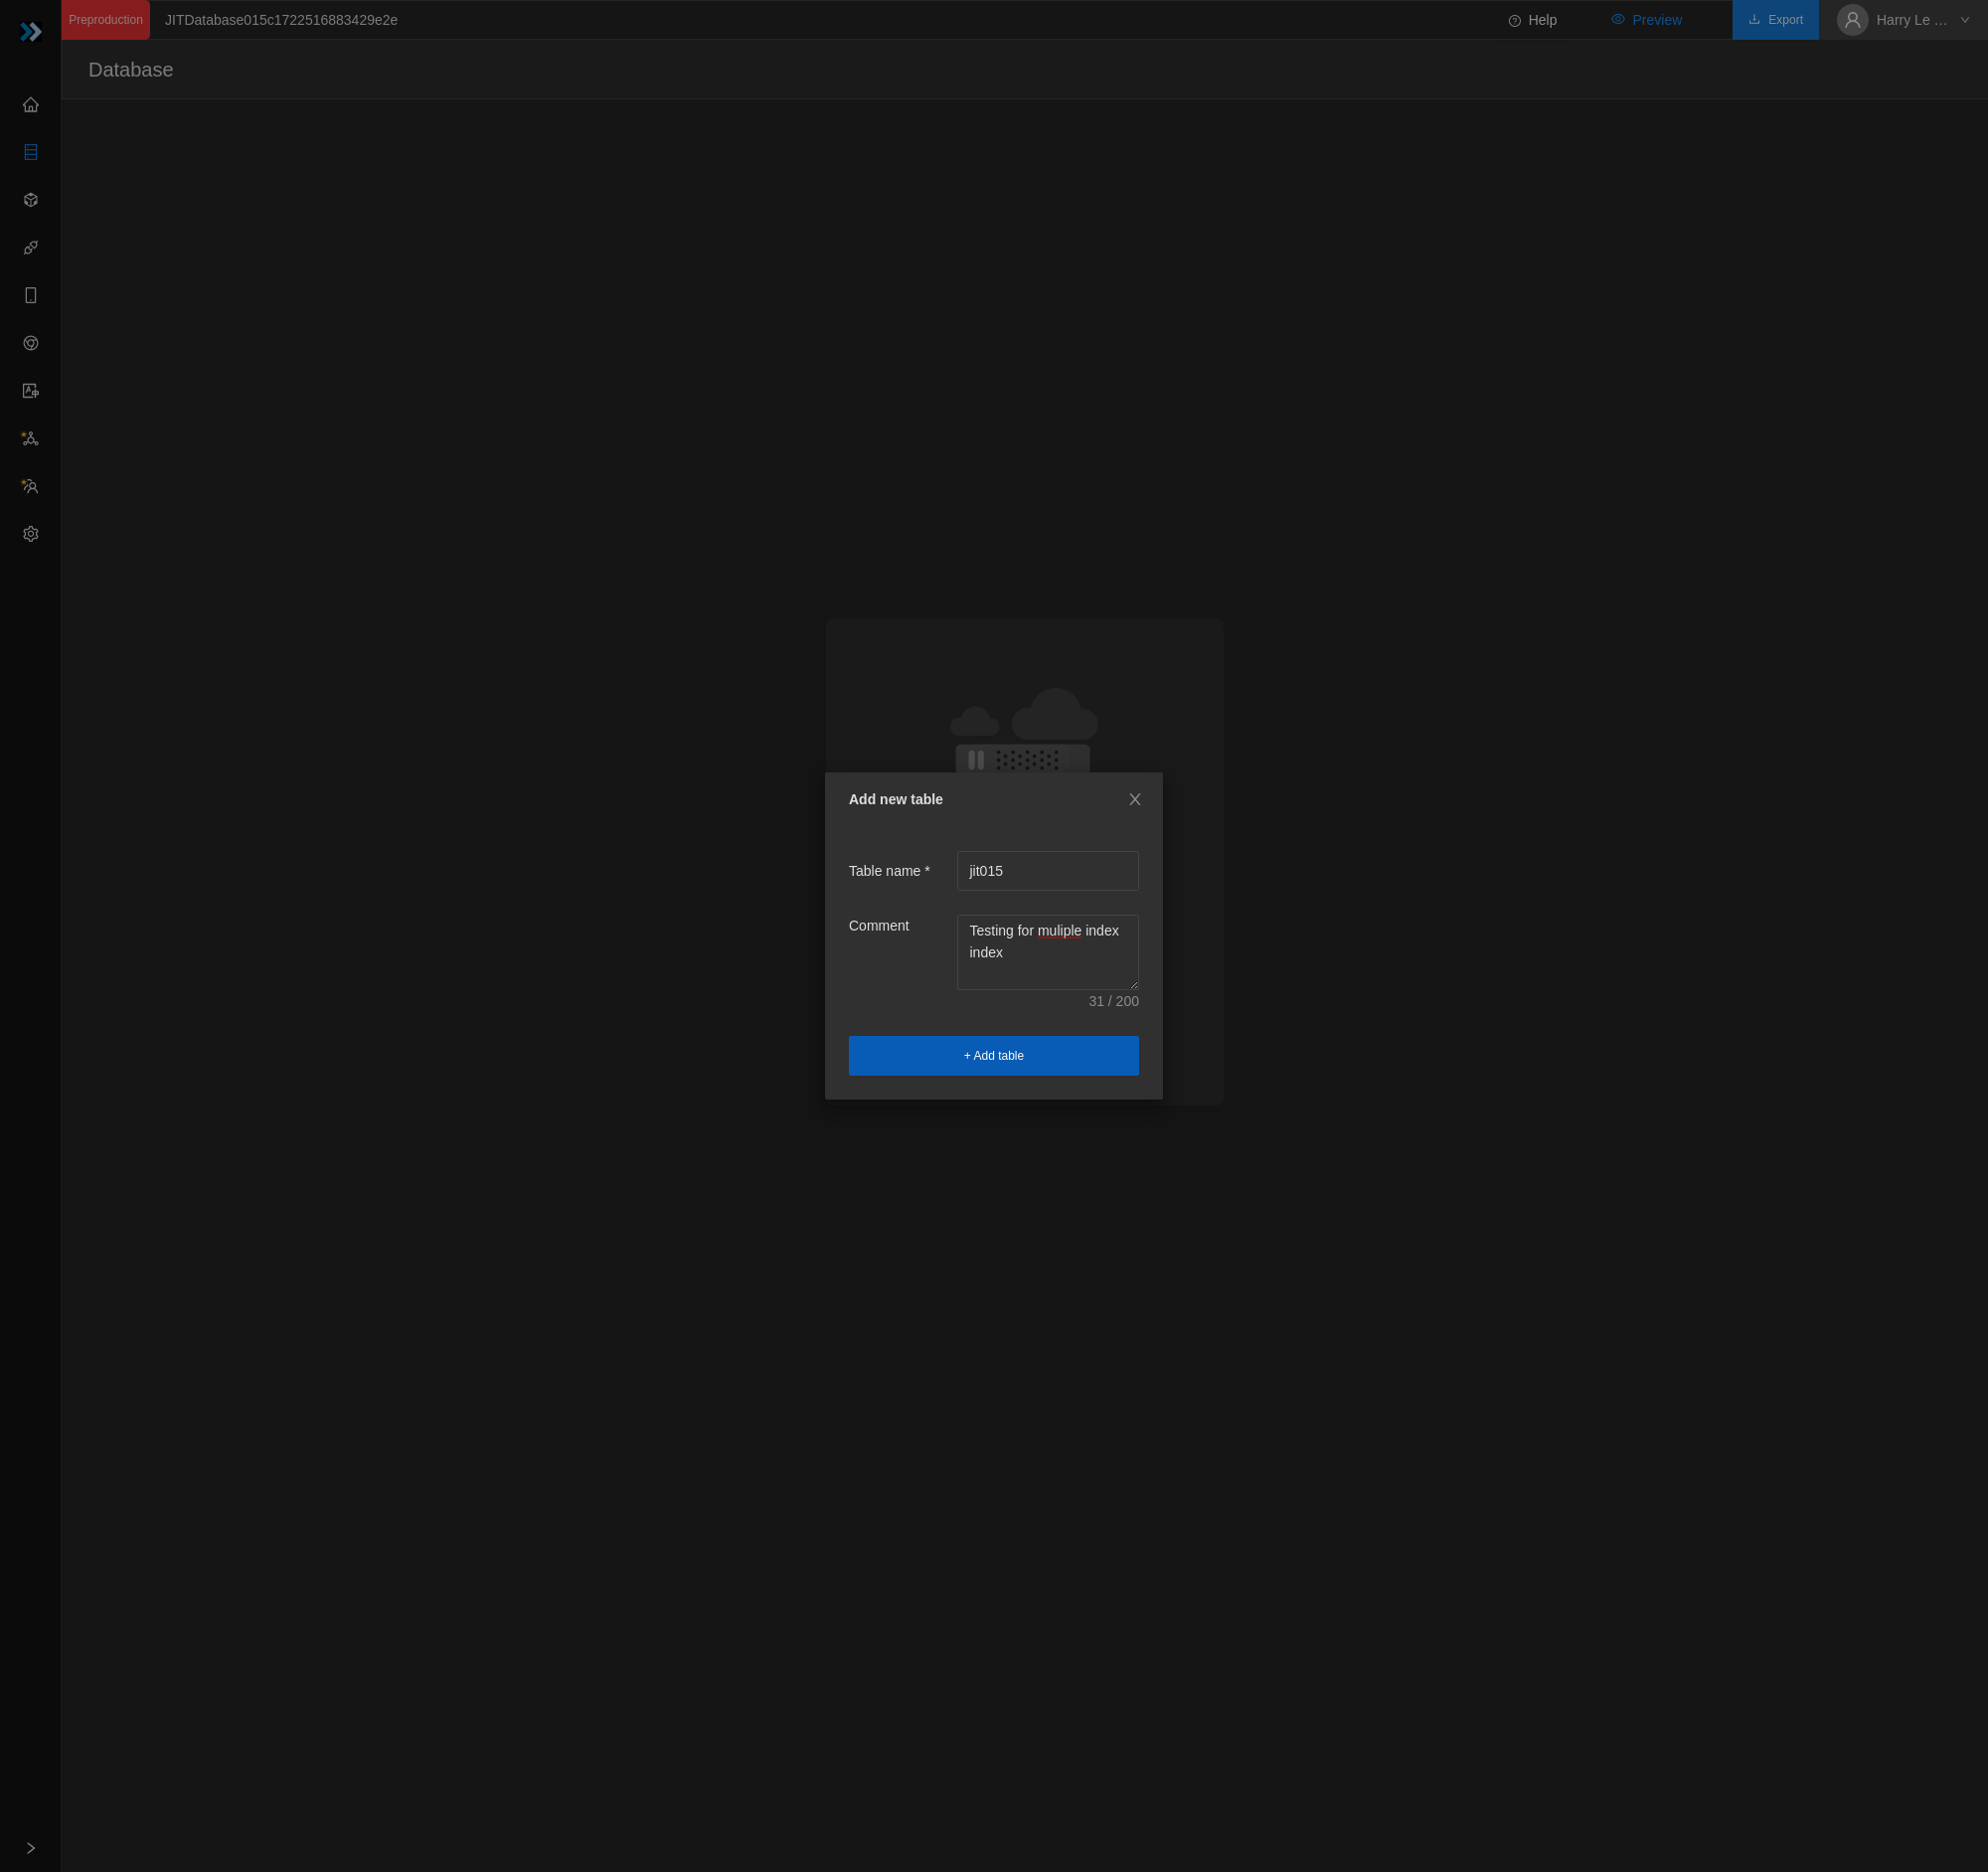 Preproduction
JITDatabase015c1722516883429e2e
Help
Preview
Export
Harry Le ...
Database
Add new table
Table name *
jit015
Comment
Testing for muliple index
index
31 / 200
+ Add table